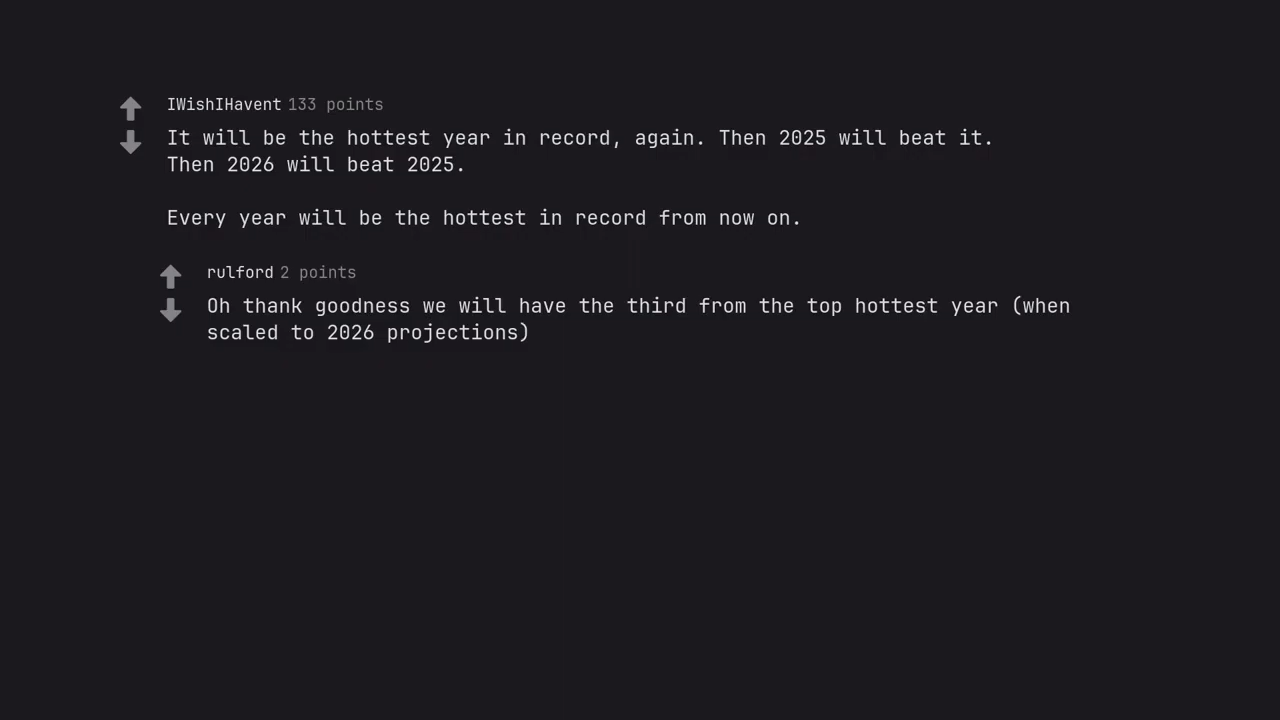 IWishIHavent 133 points
It will be the hottest year in record, again. Then 2025 will beat it.
Then 2026 will beat 2025.
Every year will be the hottest in record from now on.
rulford 2 points
Oh thank goodness we will have the third from the top hottest year (when
scaled to 2026 projections)